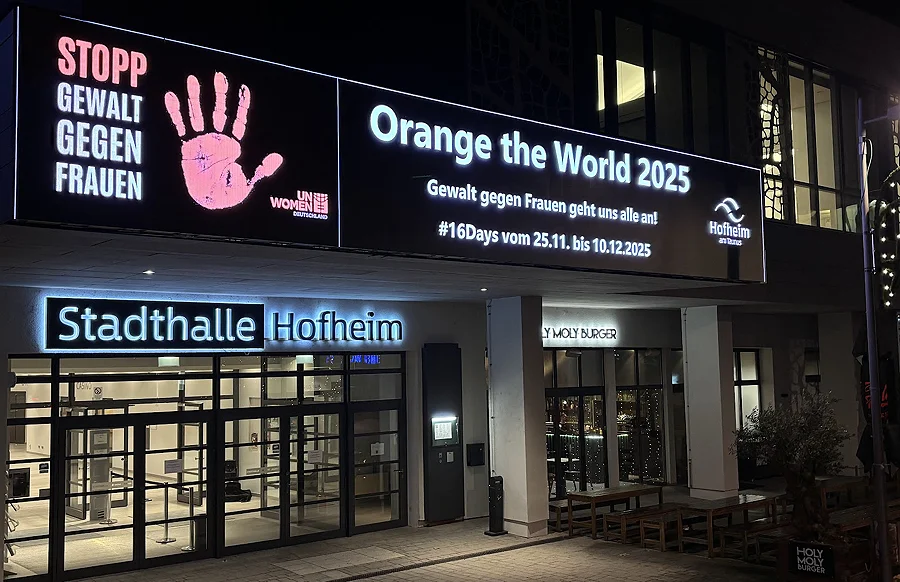 STOPP
GEWALT
GEGEN
FRAUEN
UN
WOMEN
DEUTSCHLAND
Orange the World 2025
Gewalt gegen Frauen geht uns alle an!
#16Days vom 25.11. bis 10.12.2025
Hofheim
am Taunus
Stadthalle Hofheim
LY MOLY BURGER
HOLY
MOLY
BURGER